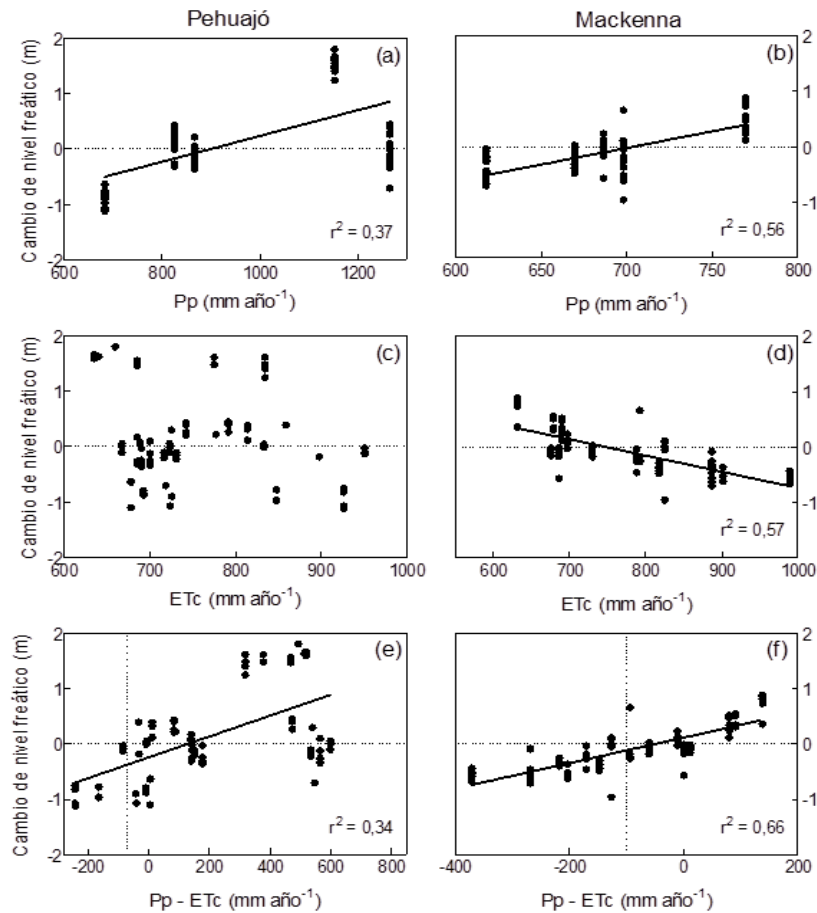 Pehuajó
Mackenna
Cambio de nivel freático (m)
2
1
0
-1
-2
(a)
r² = 0,37
600 800 1000 1200
Pp (mm año⁻¹)
(b)
r² = 0,56
2
1
0
-1
600 650 700 750 800
Pp (mm año⁻¹)
Cambio de nivel freático (m)
2
1
0
-1
-2
(c)
600 700 800 900 1000
ETc (mm año⁻¹)
(d)
r² = 0,57
2
1
0
-1
600 700 800 900 1000
ETc (mm año⁻¹)
Cambio de nivel freático (m)
2
1
0
-1
-2
(e)
r² = 0,34
-200 0 200 400 600 800
Pp - ETc (mm año⁻¹)
(f)
r² = 0,66
2
1
0
-1
-400 -200 0 200
Pp - ETc (mm año⁻¹)